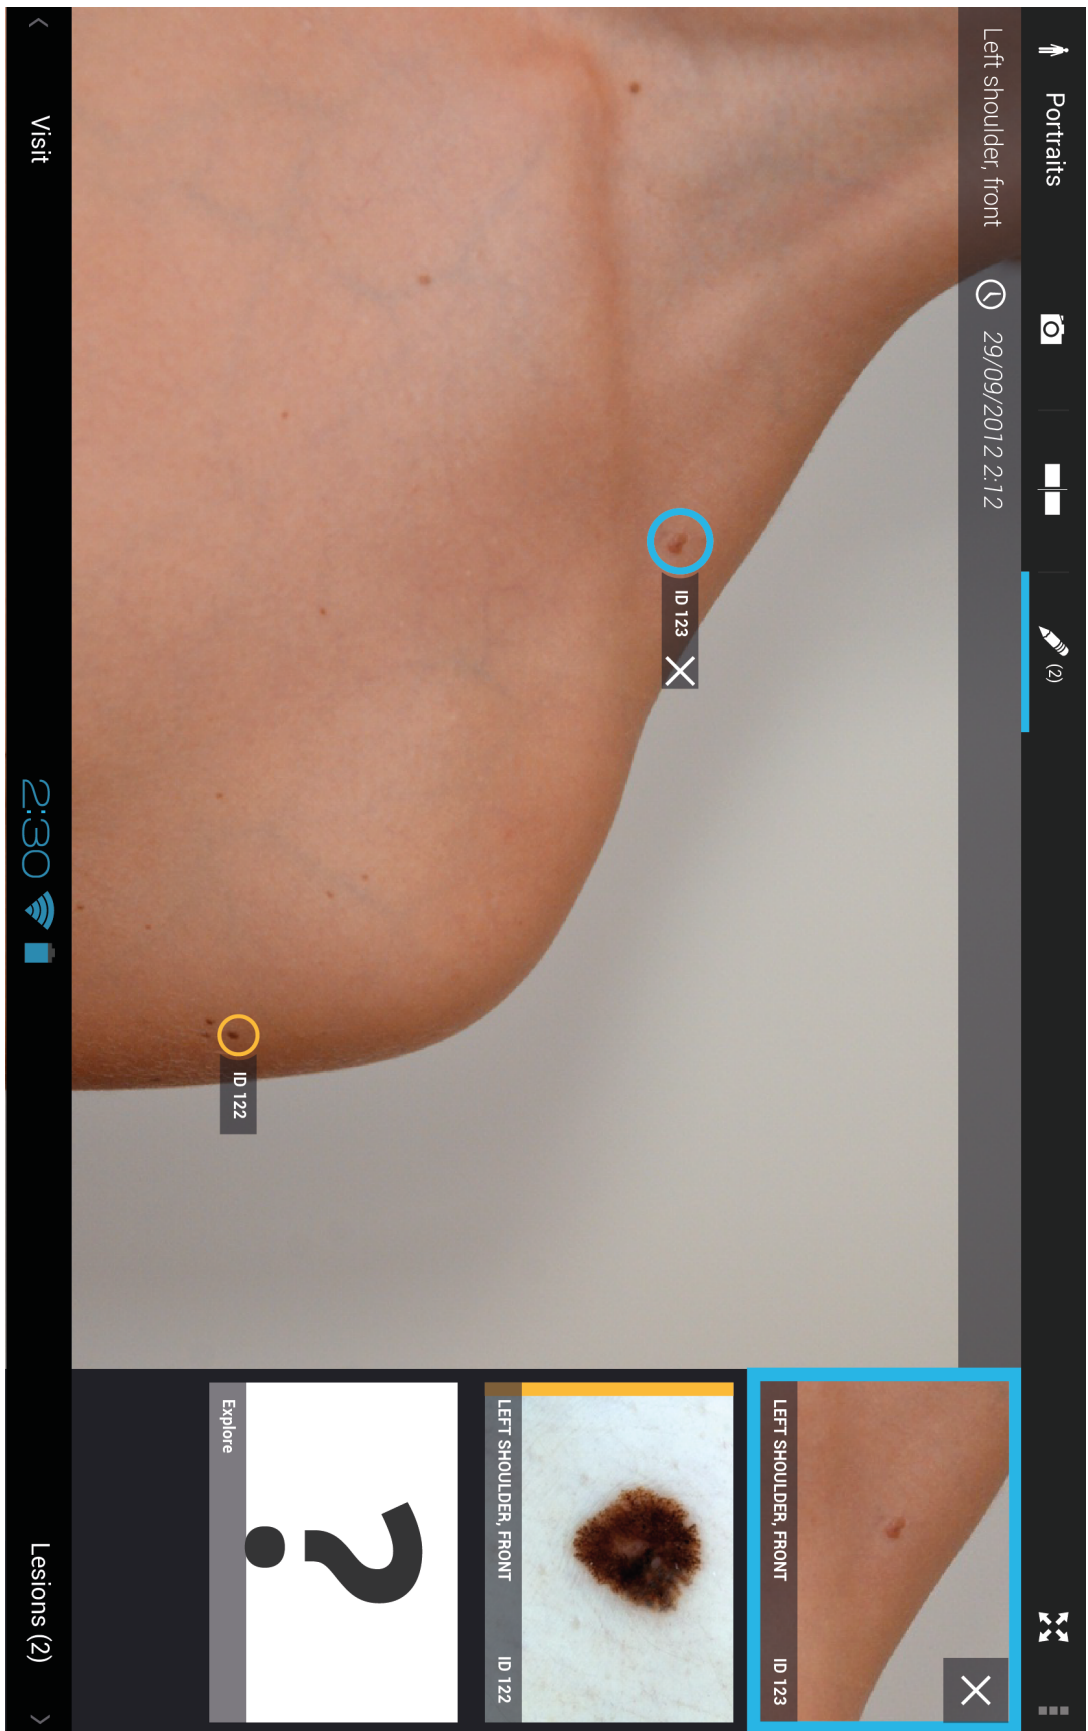 Portraits
(2)
Left shoulder, front
29/09/2012 2:12
ID 123
ID 122
LEFT SHOULDER, FRONT ID 123
LEFT SHOULDER, FRONT ID 122
Explore
?
Visit
2:30
Lesions (2)